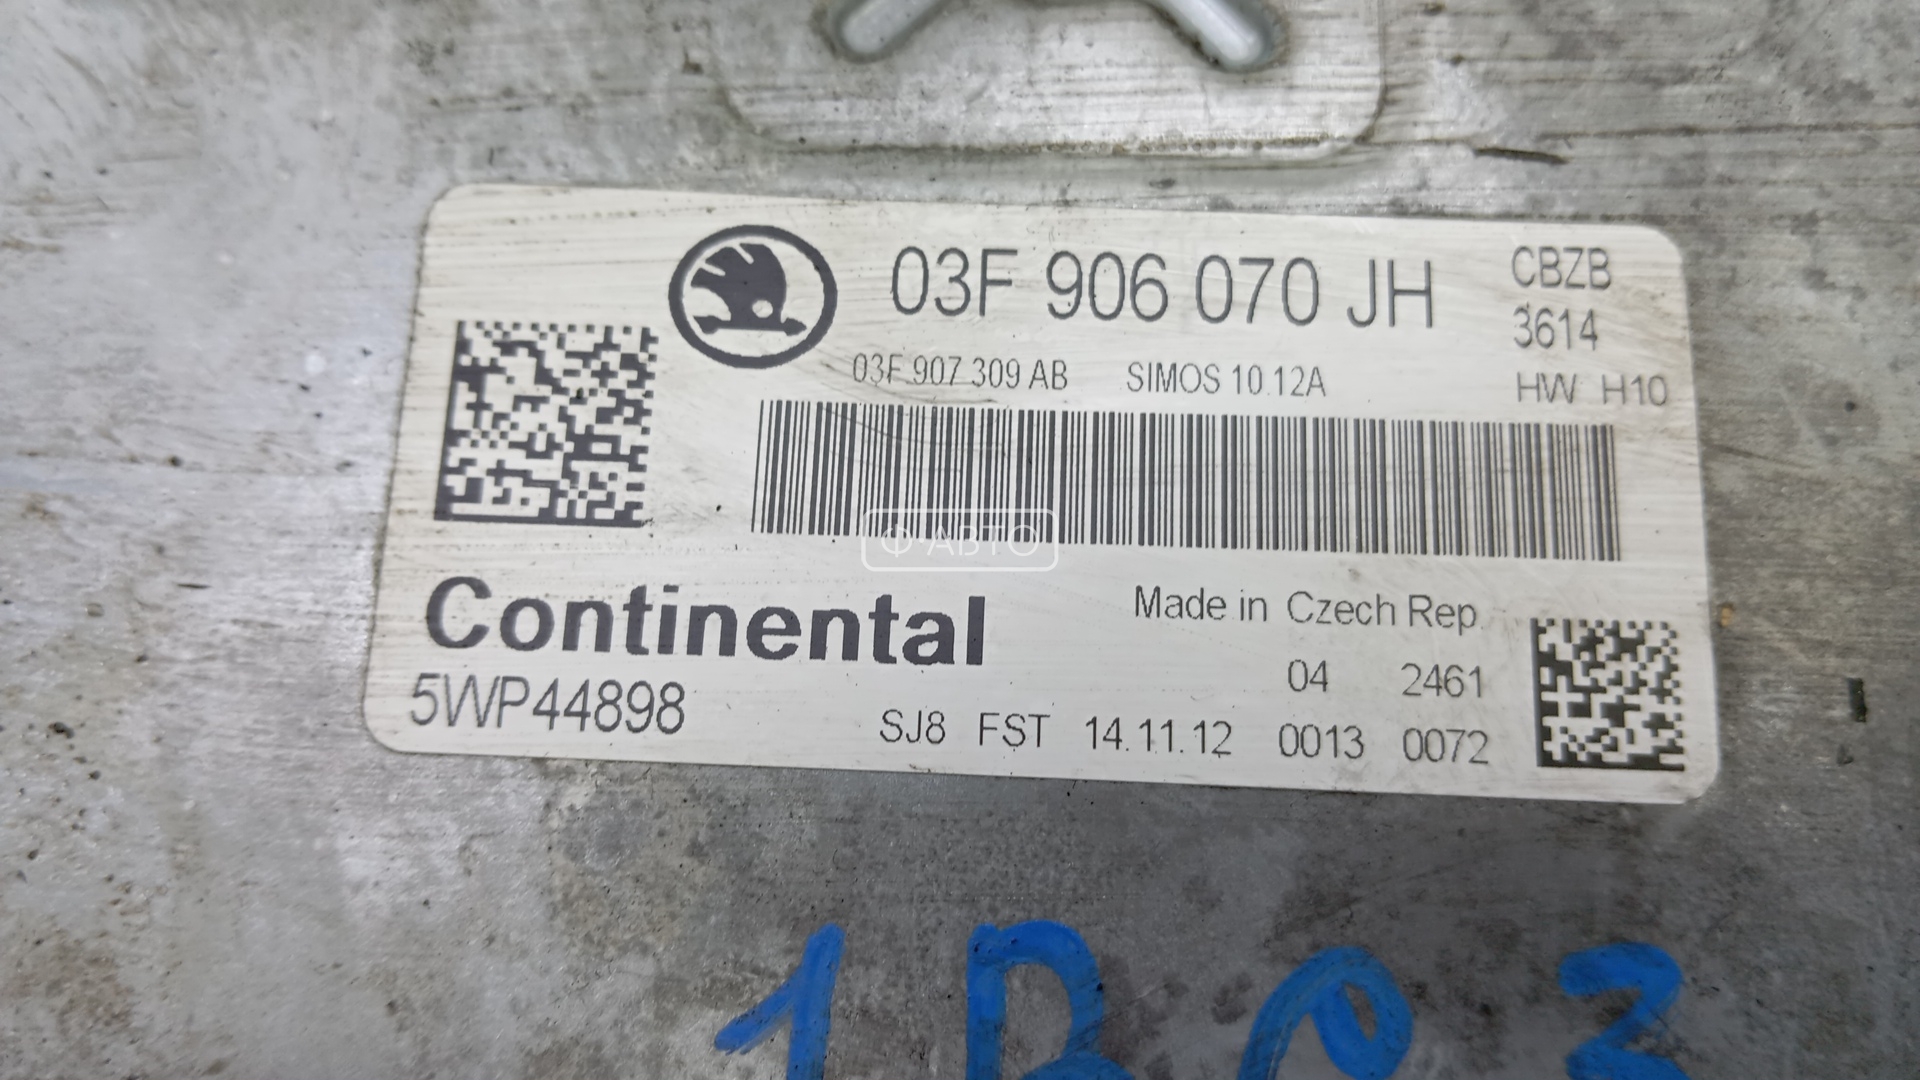 03F 906 070 JH
CBZB
3614
03F 907 309 AB SIMOS 10.12A
HW H10
Ф-АВТО
Continental
Made in Czech Rep.
5WP44898
04 2461
SJ8 FST 14.11.12 0013 0072